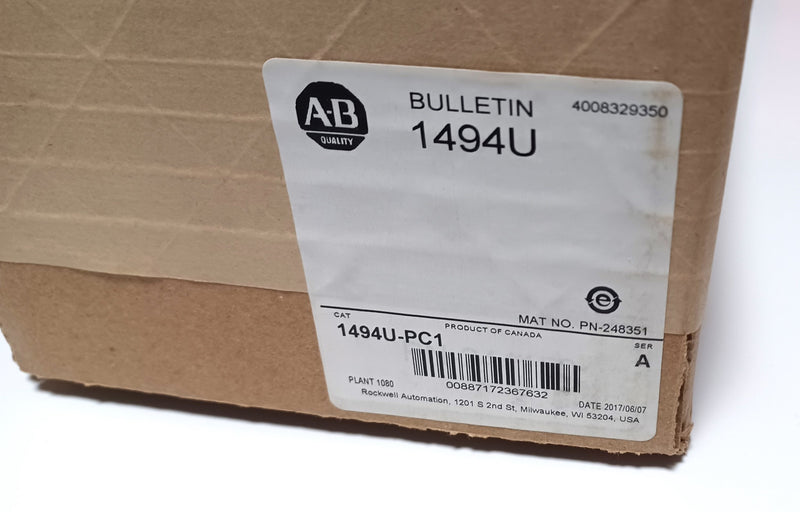 A-B
QUALITY
BULLETIN
4008329350
1494U
e
MAT NO. PN-248351
CAT
PRODUCT OF CANADA
SER
1494U-PC1
A
00887172367632
PLANT 1080
DATE 2017/06/07
Rockwell Automation, 1201 S 2nd St, Milwaukee, WI 53204, USA